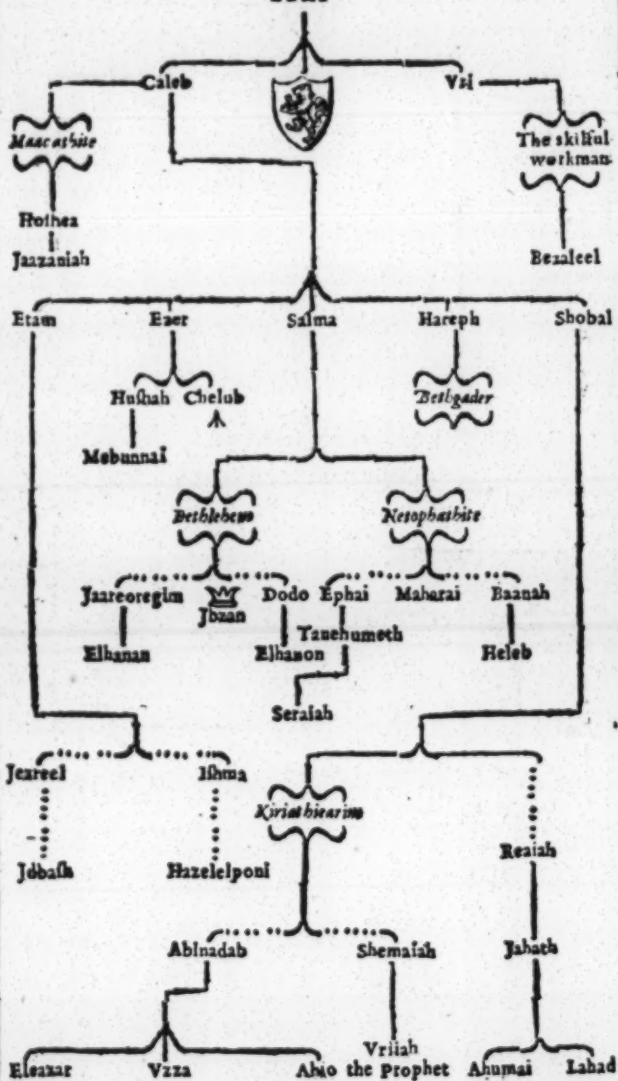 Caleb Vri
Maacathite The skilful
workman
Hothea
Jaazaniah Bezaleel
Etam Ezer Salma Hareph Shobal
Hushah Chelub Bethgader
Mebunnai
Bethlehem Netophathite
Jaareoregim Jbzan Dodo Ephai Maharai Baanah
Tanehumeth
Elhanan Elhanon Heleb
Seraiah
Jezreel Ishma Kiriathiearim
Reaiah
Jdbash Hazelelponi
Abinadab Shemaiah Jahath
Vriiah
Eleazar Vzza Ahio the Prophet Ahumai Lahad